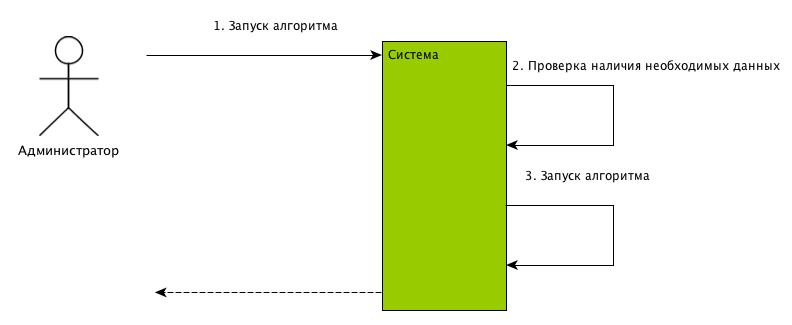 1. Запуск алгоритма
Система
2. Проверка наличия необходимых данных
Администратор
3. Запуск алгоритма